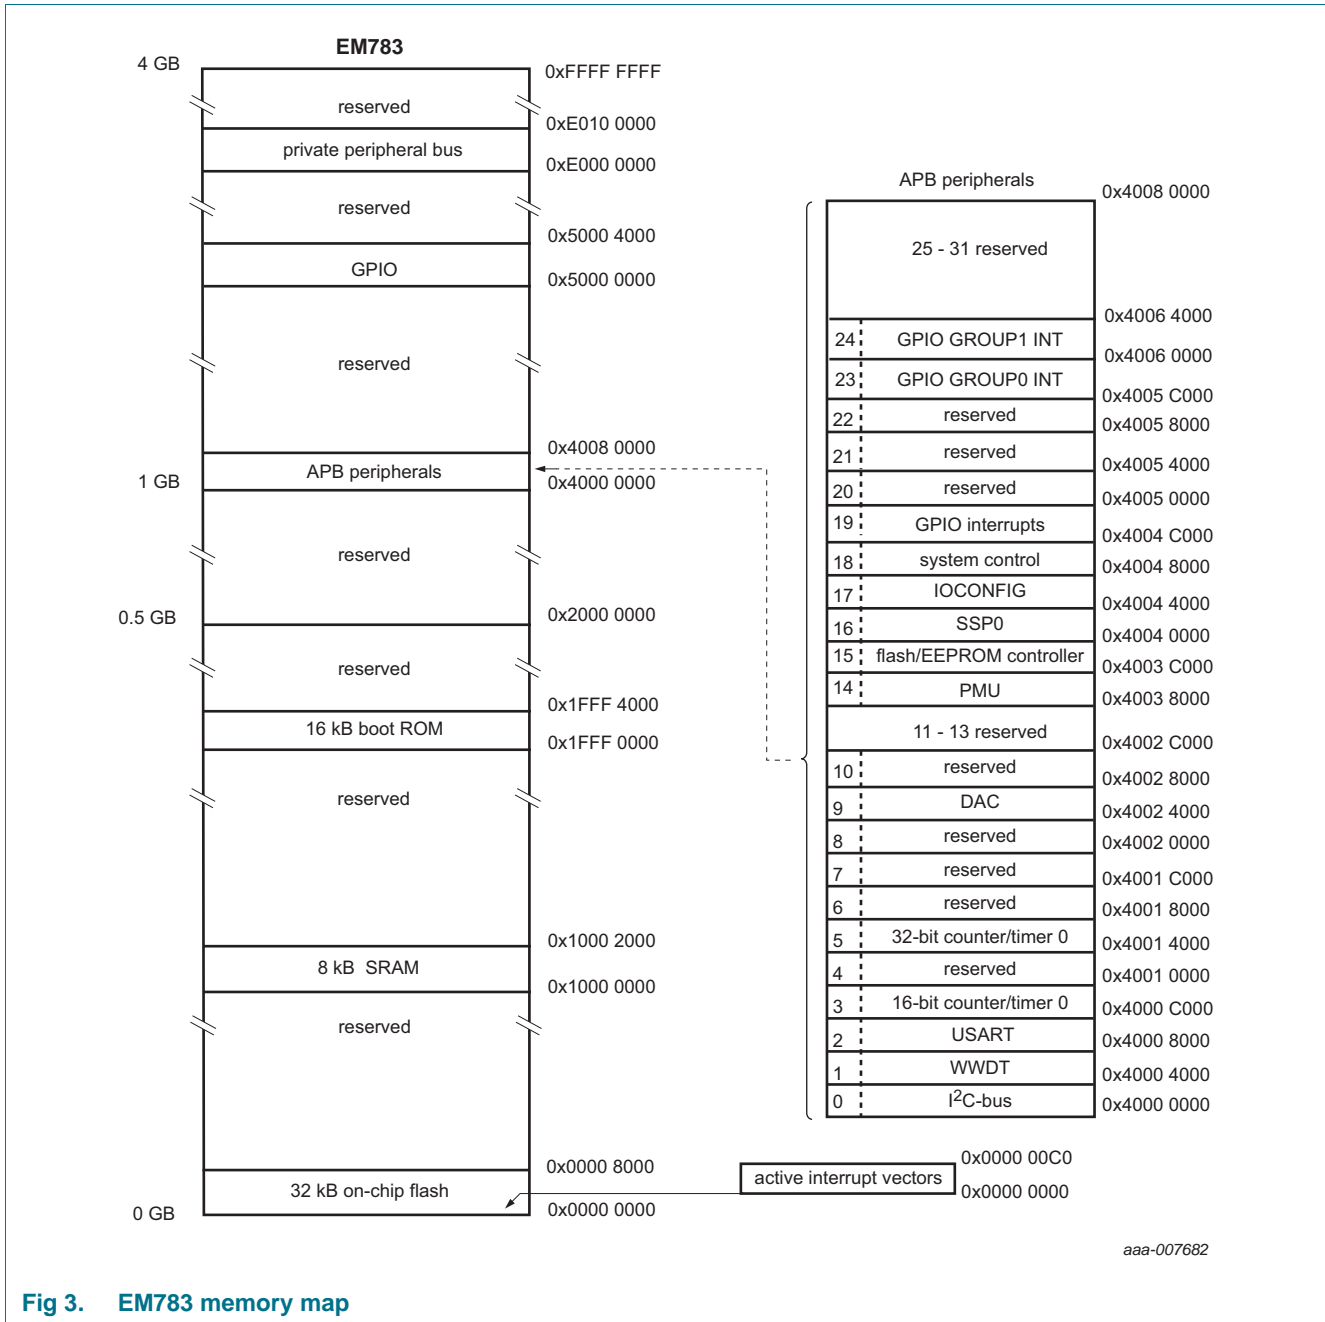 EM783
4 GB
0xFFFF FFFF
reserved
0xE010 0000
private peripheral bus
0xE000 0000
reserved
0x5000 4000
GPIO
0x5000 0000
reserved
0x4008 0000
APB peripherals
1 GB
0x4000 0000
reserved
0.5 GB
0x2000 0000
reserved
0x1FFF 4000
16 kB boot ROM
0x1FFF 0000
reserved
0x1000 2000
8 kB SRAM
0x1000 0000
reserved
0x0000 8000
32 kB on-chip flash
0 GB
0x0000 0000
APB peripherals
0x4008 0000
25 - 31 reserved
0x4006 4000
24 GPIO GROUP1 INT
0x4006 0000
23 GPIO GROUP0 INT
0x4005 C000
22 reserved
0x4005 8000
21 reserved
0x4005 4000
20 reserved
0x4005 0000
19 GPIO interrupts
0x4004 C000
18 system control
0x4004 8000
17 IOCONFIG
0x4004 4000
16 SSP0
0x4004 0000
15 flash/EEPROM controller
0x4003 C000
14 PMU
0x4003 8000
11 - 13 reserved
0x4002 C000
10 reserved
0x4002 8000
9 DAC
0x4002 4000
8 reserved
0x4002 0000
7 reserved
0x4001 C000
6 reserved
0x4001 8000
5 32-bit counter/timer 0
0x4001 4000
4 reserved
0x4001 0000
3 16-bit counter/timer 0
0x4000 C000
2 USART
0x4000 8000
1 WWDT
0x4000 4000
0 I2C-bus
0x4000 0000
0x0000 00C0
active interrupt vectors
0x0000 0000
aaa-007682
Fig 3. EM783 memory map